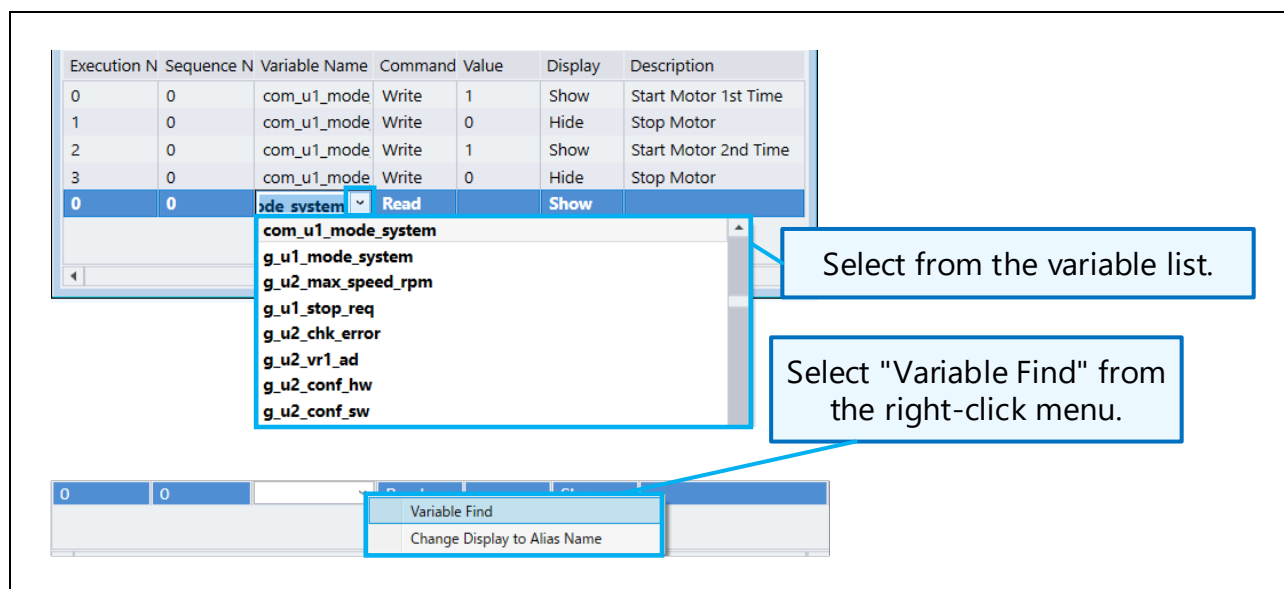 Execution N Sequence N Variable Name Command Value Display Description
0 0 com_u1_mode Write 1 Show Start Motor 1st Time
1 0 com_u1_mode Write 0 Hide Stop Motor
2 0 com_u1_mode Write 1 Show Start Motor 2nd Time
3 0 com_u1_mode Write 0 Hide Stop Motor
0 0 ode_system Read Show
com_u1_mode_system
g_u1_mode_system
g_u2_max_speed_rpm
g_u1_stop_req
g_u2_chk_error
g_u2_vr1_ad
g_u2_conf_hw
g_u2_conf_sw
Select from the variable list.
Select "Variable Find" from
the right-click menu.
0 0
Variable Find
Change Display to Alias Name